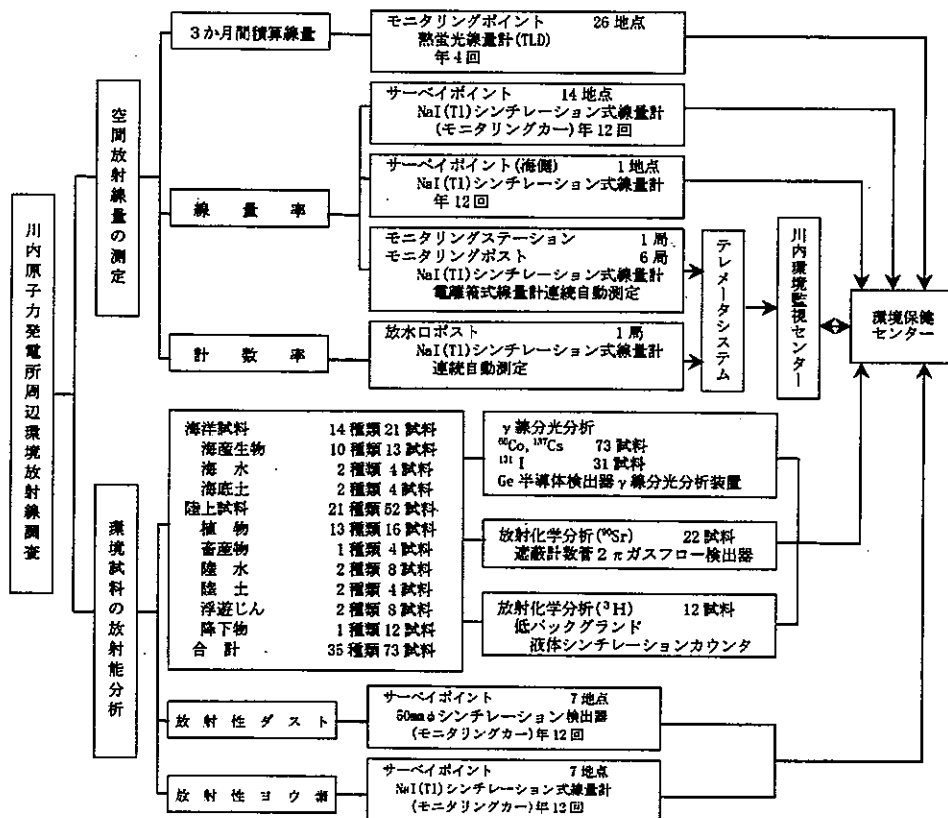 川内原子力発電所周辺環境放射線調査
空間放射線量の測定
3か月間積算線量
モニタリングポイント 26地点
熱蛍光線量計(TLD)
年4回
線量率
サーベイポイント 14地点
NaI(Tl)シンチレーション式線量計
(モニタリングカー)年12回
サーベイポイント(海側) 1地点
NaI(Tl)シンチレーション式線量計
年12回
モニタリングステーション 1局
モニタリングポスト 6局
NaI(Tl)シンチレーション式線量計
電離箱式線量計連続自動測定
計数率
放水口ポスト 1局
NaI(Tl)シンチレーション式線量計
連続自動測定
テレメータシステム
川内環境監視センター
環境保健
センター
環境試料の放射能分析
海洋試料 14種類21試料
海産生物 10種類13試料
海水 2種類4試料
海底土 2種類4試料
陸上試料 21種類52試料
植物 13種類16試料
畜産物 1種類4試料
陸水 2種類8試料
陸土 2種類4試料
浮遊じん 2種類8試料
降下物 1種類12試料
合計 35種類73試料
γ線分光分析
⁶⁰Co, ¹³⁷Cs 73試料
¹³¹I 31試料
Ge半導体検出器γ線分光分析装置
放射化学分析(⁹⁰Sr) 22試料
遮蔽計数管2πガスフロー検出器
放射化学分析(³H) 12試料
低バックグランド
液体シンチレーションカウンタ
放射性ダスト
サーベイポイント 7地点
50mmφシンチレーション検出器
(モニタリングカー)年12回
放射性ヨウ素
サーベイポイント 7地点
NaI(Tl)シンチレーション式線量計
(モニタリングカー)年12回